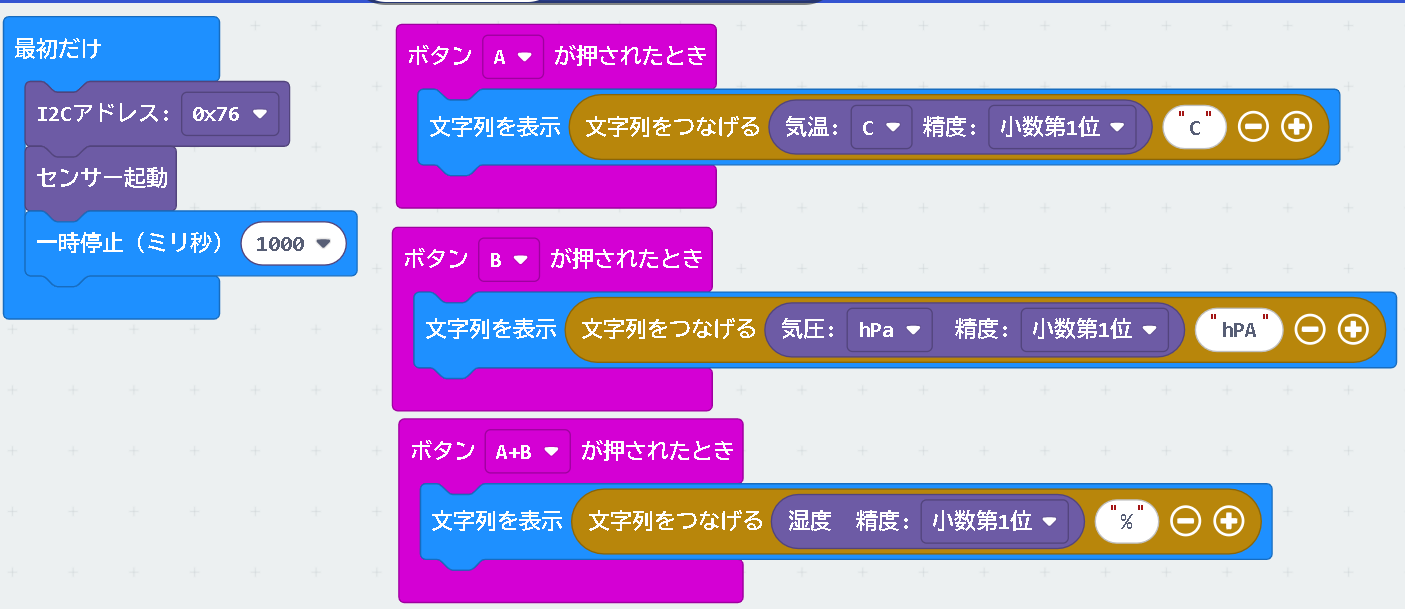 最初だけ
I2Cアドレス: 0x76
センサー起動
一時停止（ミリ秒） 1000
ボタン A が押されたとき
文字列を表示 文字列をつなげる 気温: C 精度: 小数第1位 "C"
ボタン B が押されたとき
文字列を表示 文字列をつなげる 気圧: hPa 精度: 小数第1位 "hPA"
ボタン A+B が押されたとき
文字列を表示 文字列をつなげる 湿度 精度: 小数第1位 "%"